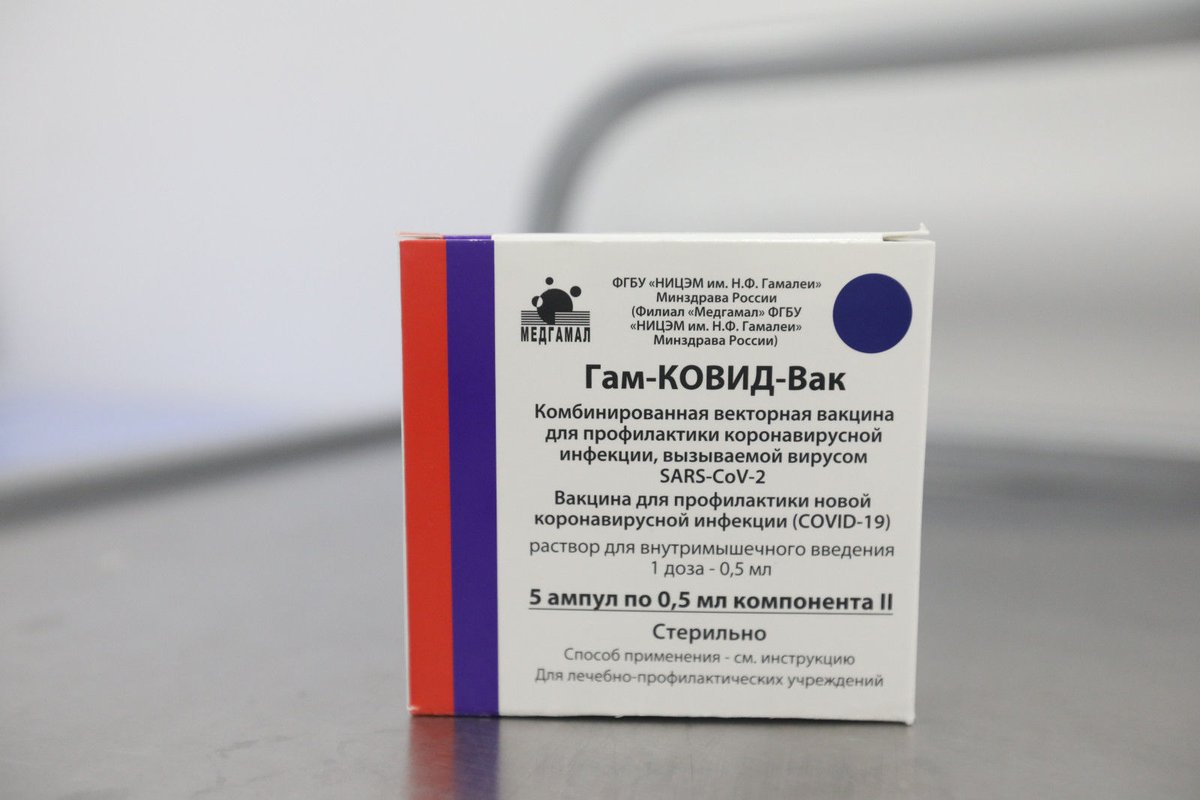 МЕДГАМАЛ
ФГБУ «НИЦЭМ им. Н.Ф. Гамалеи»
Минздрава России
(Филиал «Медгамал» ФГБУ
«НИЦЭМ им. Н.Ф. Гамалеи»
Минздрава России)
Гам-КОВИД-Вак
Комбинированная векторная вакцина
для профилактики коронавирусной
инфекции, вызываемой вирусом
SARS-CoV-2
Вакцина для профилактики новой
коронавирусной инфекции (COVID-19)
раствор для внутримышечного введения
1 доза - 0,5 мл
5 ампул по 0,5 мл компонента II
Стерильно
Способ применения - см. инструкцию
Для лечебно-профилактических учреждений